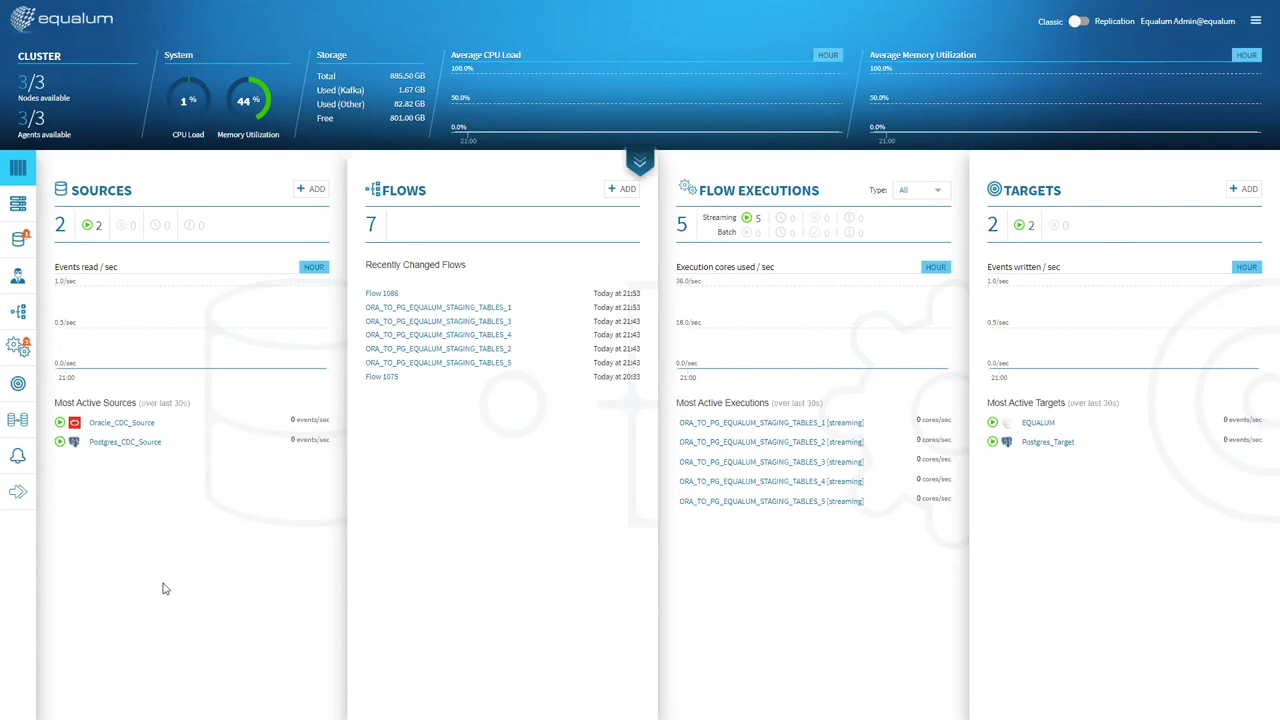 equalum
Classic Replication Equalum Admin@equalum
CLUSTER
3/3
Nodes available
3/3
Agents available
System
1 %
44 %
CPU Load
Memory Utilization
Storage
Total 885.50 GB
Used (Kafka) 1.67 GB
Used (Other) 82.82 GB
Free 801.00 GB
Average CPU Load HOUR
100.0%
50.0%
0.0%
21:00
Average Memory Utilization HOUR
100.0%
50.0%
0.0%
21:00
1
3
SOURCES + ADD
2 2 0 0 0
Events read / sec HOUR
1.0/sec
0.5/sec
0.0/sec
21:00
Most Active Sources (over last 30s)
Oracle_CDC_Source 0 events/sec
Postgres_CDC_Source 0 events/sec
FLOWS + ADD
7
Recently Changed Flows
Flow 1086 Today at 21:53
ORA_TO_PG_EQUALUM_STAGING_TABLES_1 Today at 21:53
ORA_TO_PG_EQUALUM_STAGING_TABLES_3 Today at 21:43
ORA_TO_PG_EQUALUM_STAGING_TABLES_4 Today at 21:43
ORA_TO_PG_EQUALUM_STAGING_TABLES_2 Today at 21:43
ORA_TO_PG_EQUALUM_STAGING_TABLES_5 Today at 21:43
Flow 1075 Today at 20:33
FLOW EXECUTIONS Type: All
5
Streaming 5 0 0 0
Batch 0 0 0 0
Execution cores used / sec HOUR
36.0/sec
18.0/sec
0.0/sec
21:00
Most Active Executions (over last 30s)
ORA_TO_PG_EQUALUM_STAGING_TABLES_1 [streaming] 0 cores/sec
ORA_TO_PG_EQUALUM_STAGING_TABLES_2 [streaming] 0 cores/sec
ORA_TO_PG_EQUALUM_STAGING_TABLES_3 [streaming] 0 cores/sec
ORA_TO_PG_EQUALUM_STAGING_TABLES_4 [streaming] 0 cores/sec
ORA_TO_PG_EQUALUM_STAGING_TABLES_5 [streaming] 0 cores/sec
TARGETS + ADD
2 2 0
Events written / sec HOUR
1.0/sec
0.5/sec
0.0/sec
21:00
Most Active Targets (over last 30s)
EQUALUM 0 events/sec
Postgres_Target 0 events/sec